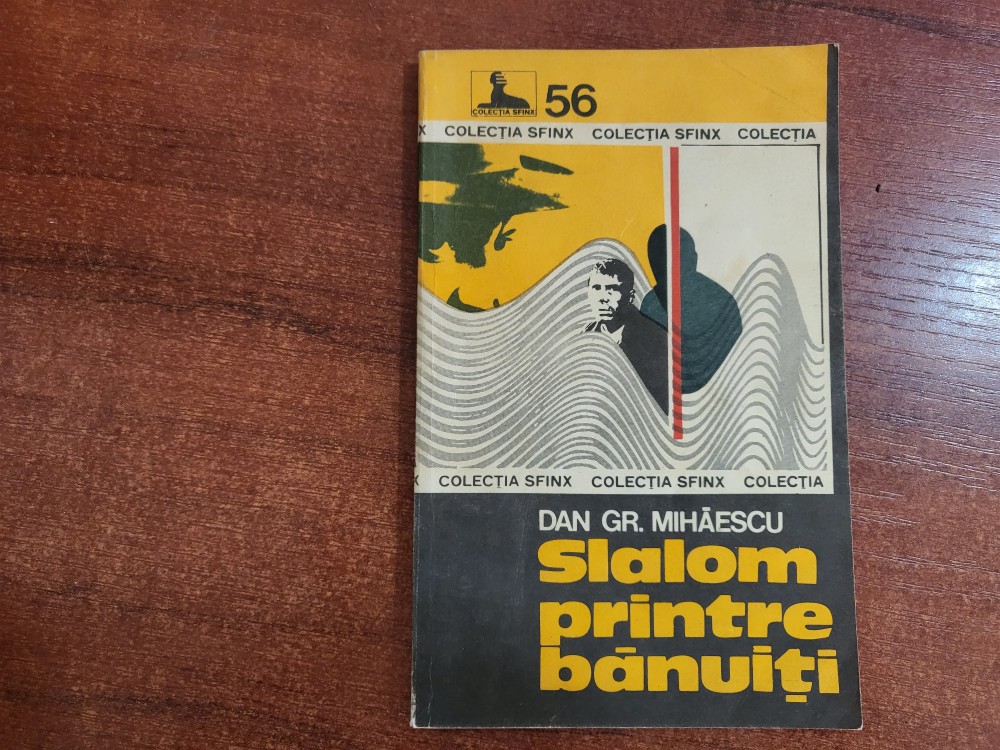 COLECȚIA SFINX
56
X COLECȚIA SFINX COLECȚIA SFINX COLECȚIA
X COLECȚIA SFINX COLECȚIA SFINX COLECȚIA
DAN GR. MIHĂESCU
Slalom
printre
bănuiți